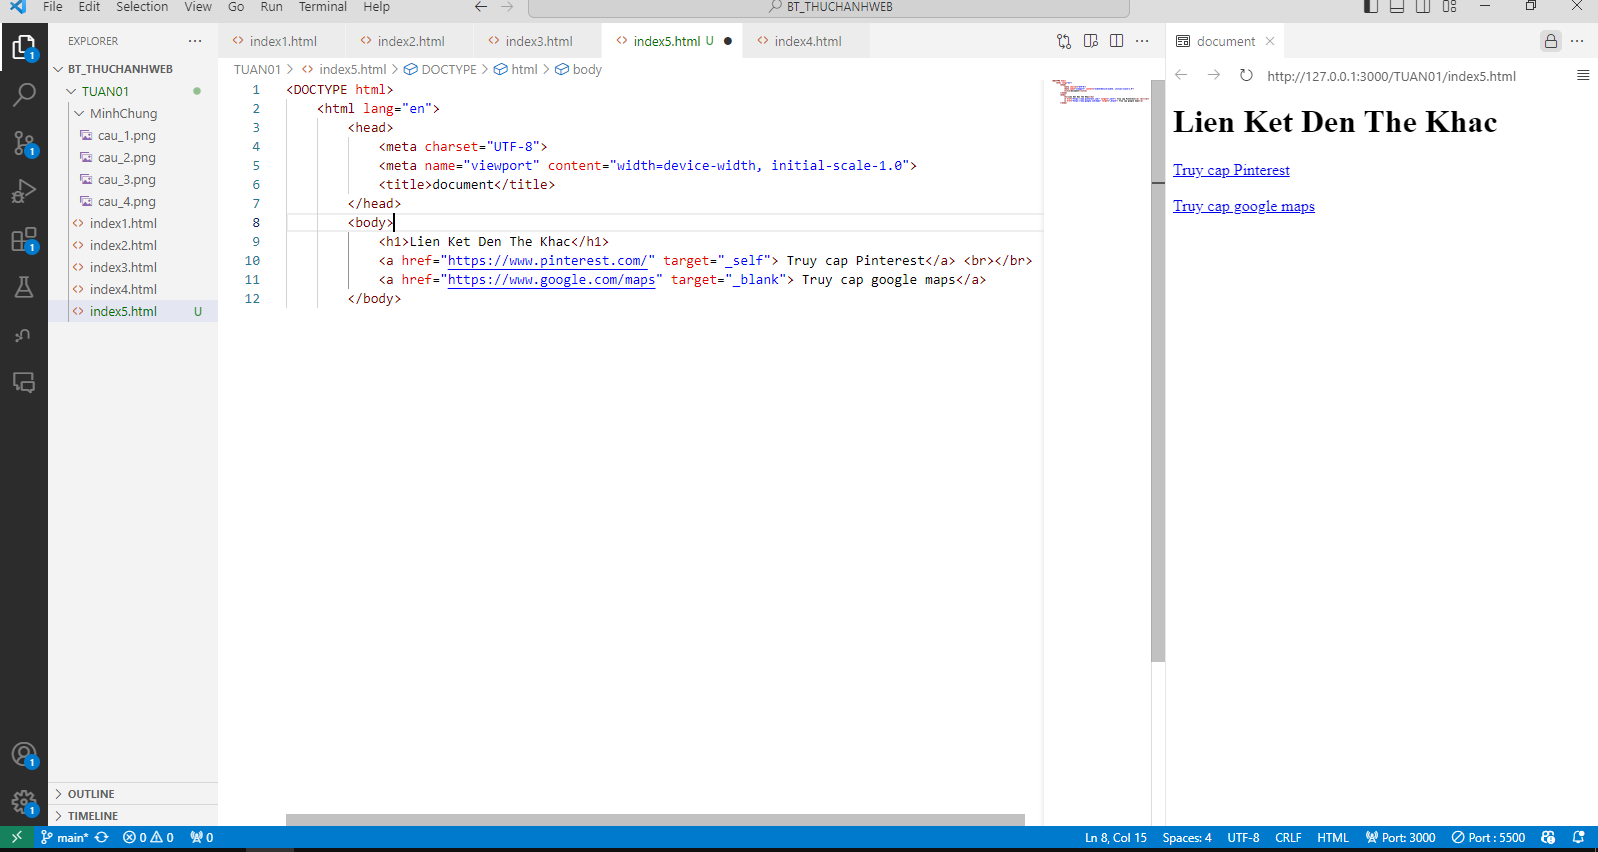 File Edit Selection View Go Run Terminal Help BT_THUCHANHWEB
EXPLORER
BT_THUCHANHWEB
TUAN01
MinhChung
cau_1.png
cau_2.png
cau_3.png
cau_4.png
index1.html
index2.html
index3.html
index4.html
index5.html U
OUTLINE
TIMELINE
index1.html index2.html index3.html index5.html U index4.html
TUAN01 > index5.html > DOCTYPE > html > body
1 <DOCTYPE html>
2 <html lang="en">
3 <head>
4 <meta charset="UTF-8">
5 <meta name="viewport" content="width=device-width, initial-scale-1.0">
6 <title>document</title>
7 </head>
8 <body>
9 <h1>Lien Ket Den The Khac</h1>
10 <a href="https://www.pinterest.com/" target="_self"> Truy cap Pinterest</a> <br></br>
11 <a href="https://www.google.com/maps" target="_blank"> Truy cap google maps</a>
12 </body>
document
http://127.0.0.1:3000/TUAN01/index5.html
Lien Ket Den The Khac
Truy cap Pinterest
Truy cap google maps
1
1
1
1
1
main* 0 0 0 Ln 8, Col 15 Spaces: 4 UTF-8 CRLF HTML Port: 3000 Port : 5500